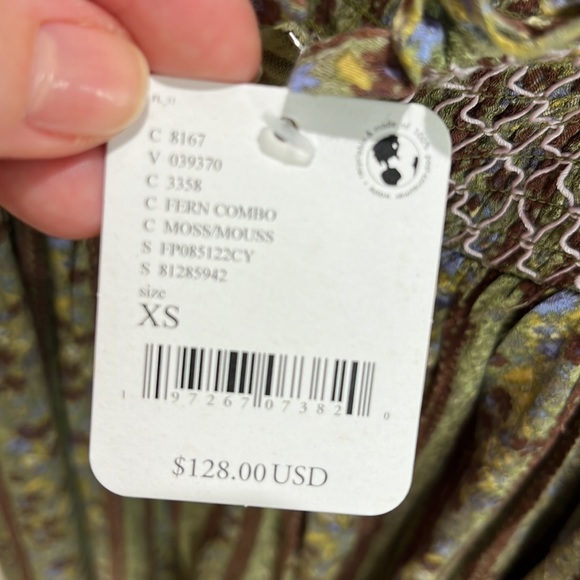 C 8167
V 039370
C 3358
C FERN COMBO
C MOSS/MOUSS
S FP085122CY
S 81285942
size
XS
1 97267 07382 0
$128.00 USD